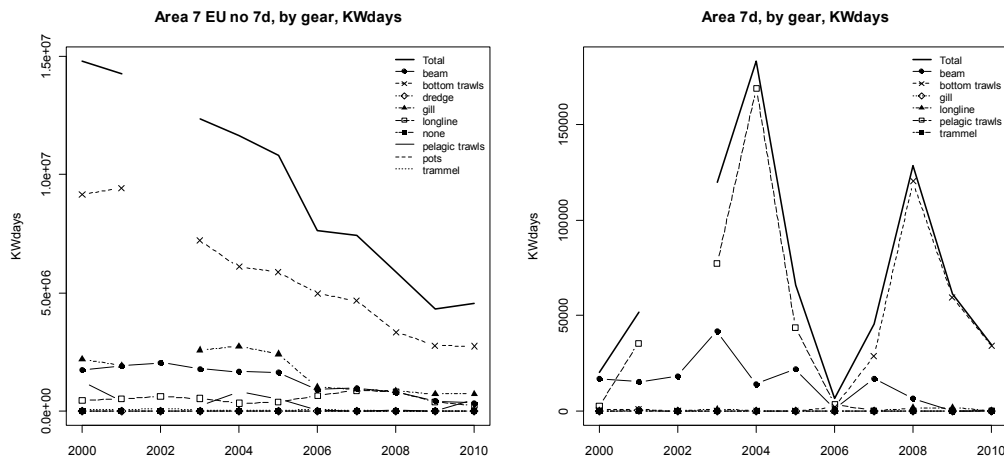 Area 7 EU no 7d, by gear, KWdays
KWdays
0.0e+00
5.0e+06
1.0e+07
1.5e+07
Total
beam
bottom trawls
dredge
gill
longline
none
pelagic trawls
pots
trammel
2000 2002 2004 2006 2008 2010
Area 7d, by gear, KWdays
KWdays
0
50000
100000
150000
Total
beam
bottom trawls
gill
longline
pelagic trawls
trammel
2000 2002 2004 2006 2008 2010